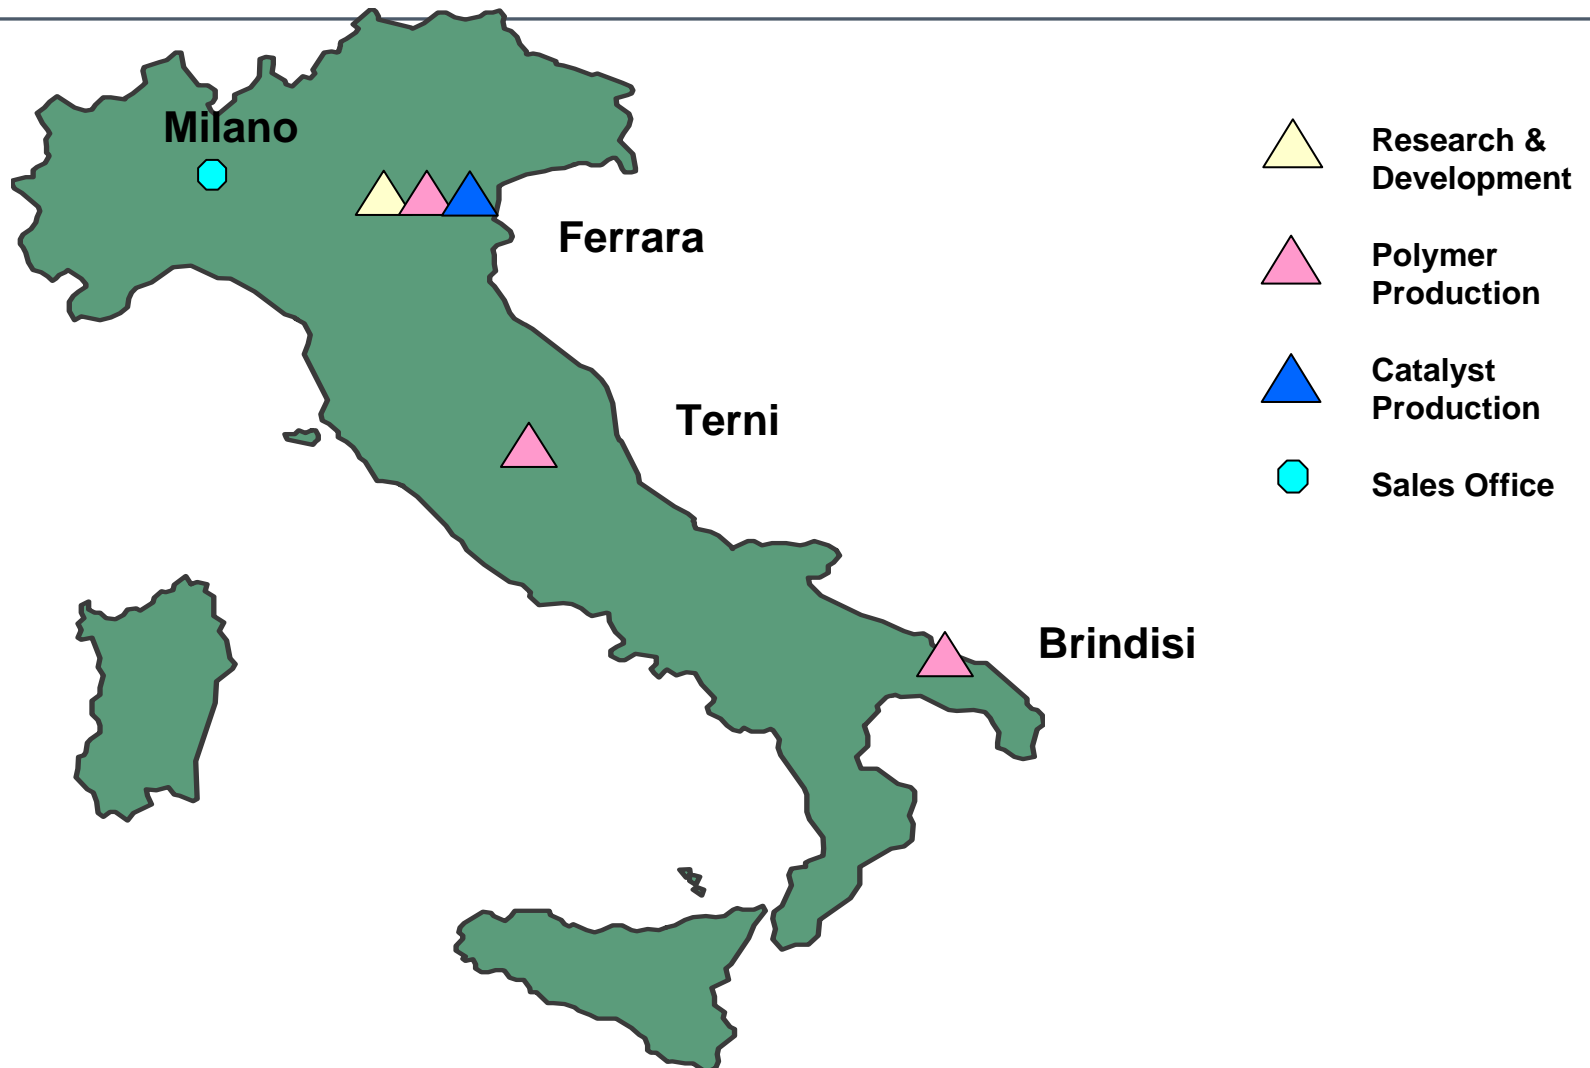 Milano
Ferrara
Terni
Brindisi
Research &
Development
Polymer
Production
Catalyst
Production
Sales Office